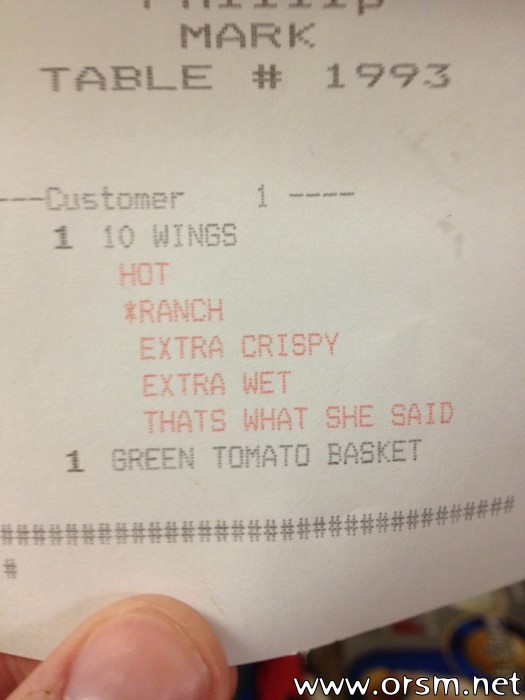 Phillip
MARK
TABLE # 1993
---Customer 1 ----
1 10 WINGS
HOT
*RANCH
EXTRA CRISPY
EXTRA WET
THATS WHAT SHE SAID
1 GREEN TOMATO BASKET
######################################
#
www.orsm.net